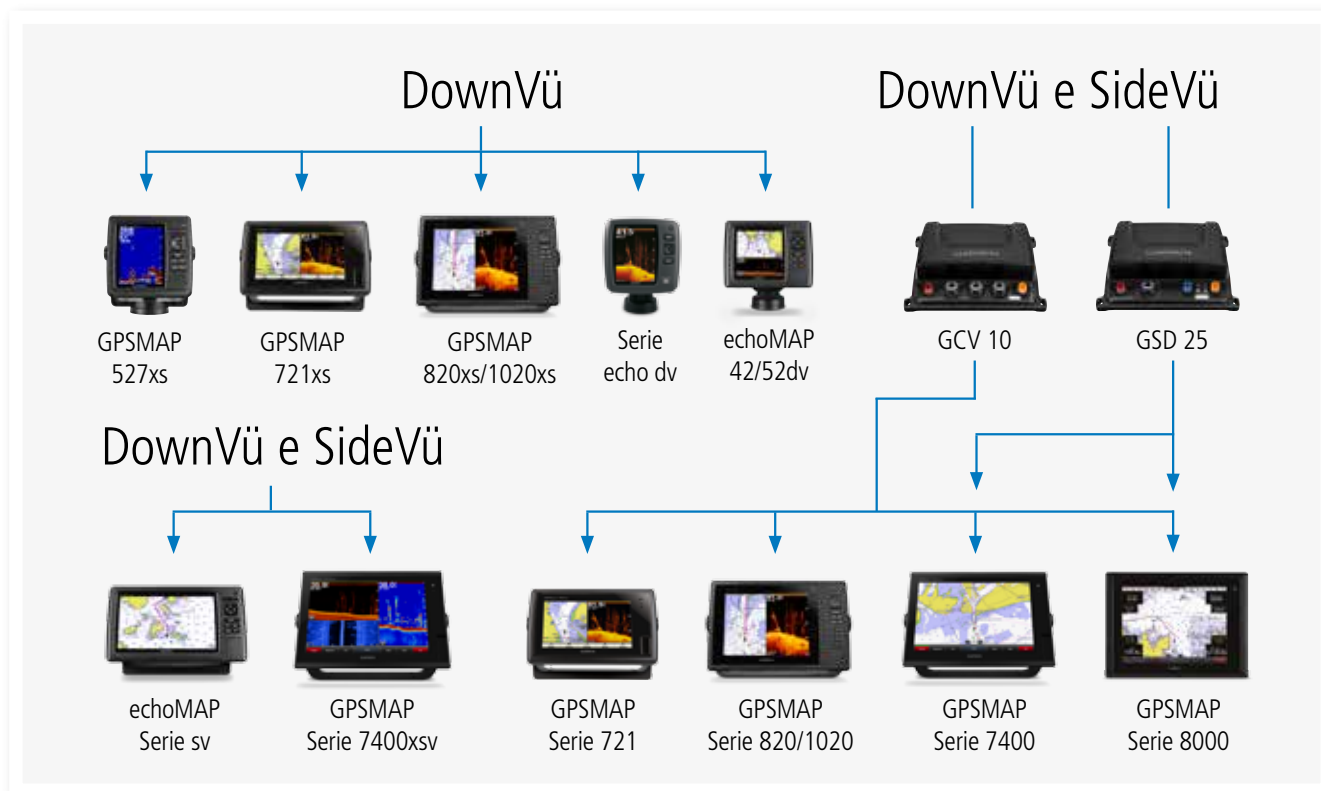 DownVü
DownVü e SideVü
GPSMAP
527xs
GPSMAP
721xs
GPSMAP
820xs/1020xs
Serie
echo dv
echoMAP
42/52dv
GCV 10
GSD 25
DownVü e SideVü
echoMAP
Serie sv
GPSMAP
Serie 7400xsv
GPSMAP
Serie 721
GPSMAP
Serie 820/1020
GPSMAP
Serie 7400
GPSMAP
Serie 8000